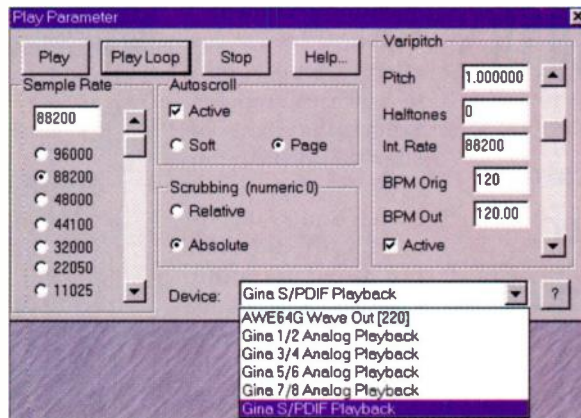 Play Parameter
Play
Play Loop
Stop
Help...
Sample Rate
88200
96000
88200
48000
44100
32000
22050
11025
Autoscroll
Active
Soft
Page
Scrubbing (numeric 0)
Relative
Absolute
Varipitch
Pitch
1.000000
Halftones
0
Int. Rate
88200
BPM Orig
120
BPM Out
120.00
Active
Device:
Gina S/PDIF Playback
?
AWE64G Wave Out [220]
Gina 1/2 Analog Playback
Gina 3/4 Analog Playback
Gina 5/6 Analog Playback
Gina 7/8 Analog Playback
Gina S/PDIF Playback